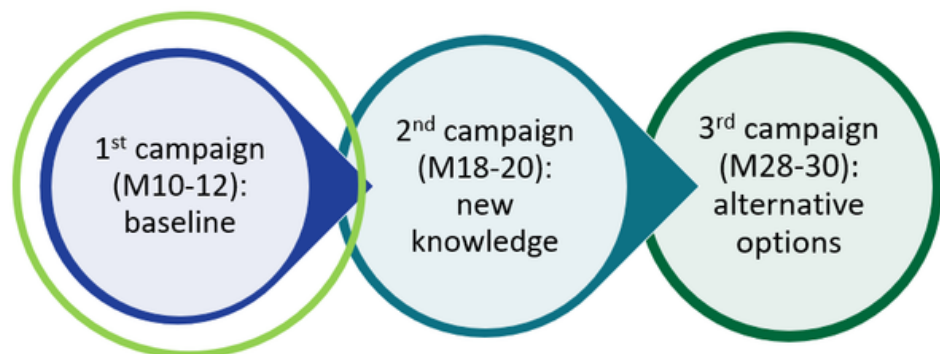 1st campaign
(M10-12):
baseline
2nd campaign
(M18-20):
new
knowledge
3rd campaign
(M28-30):
alternative
options